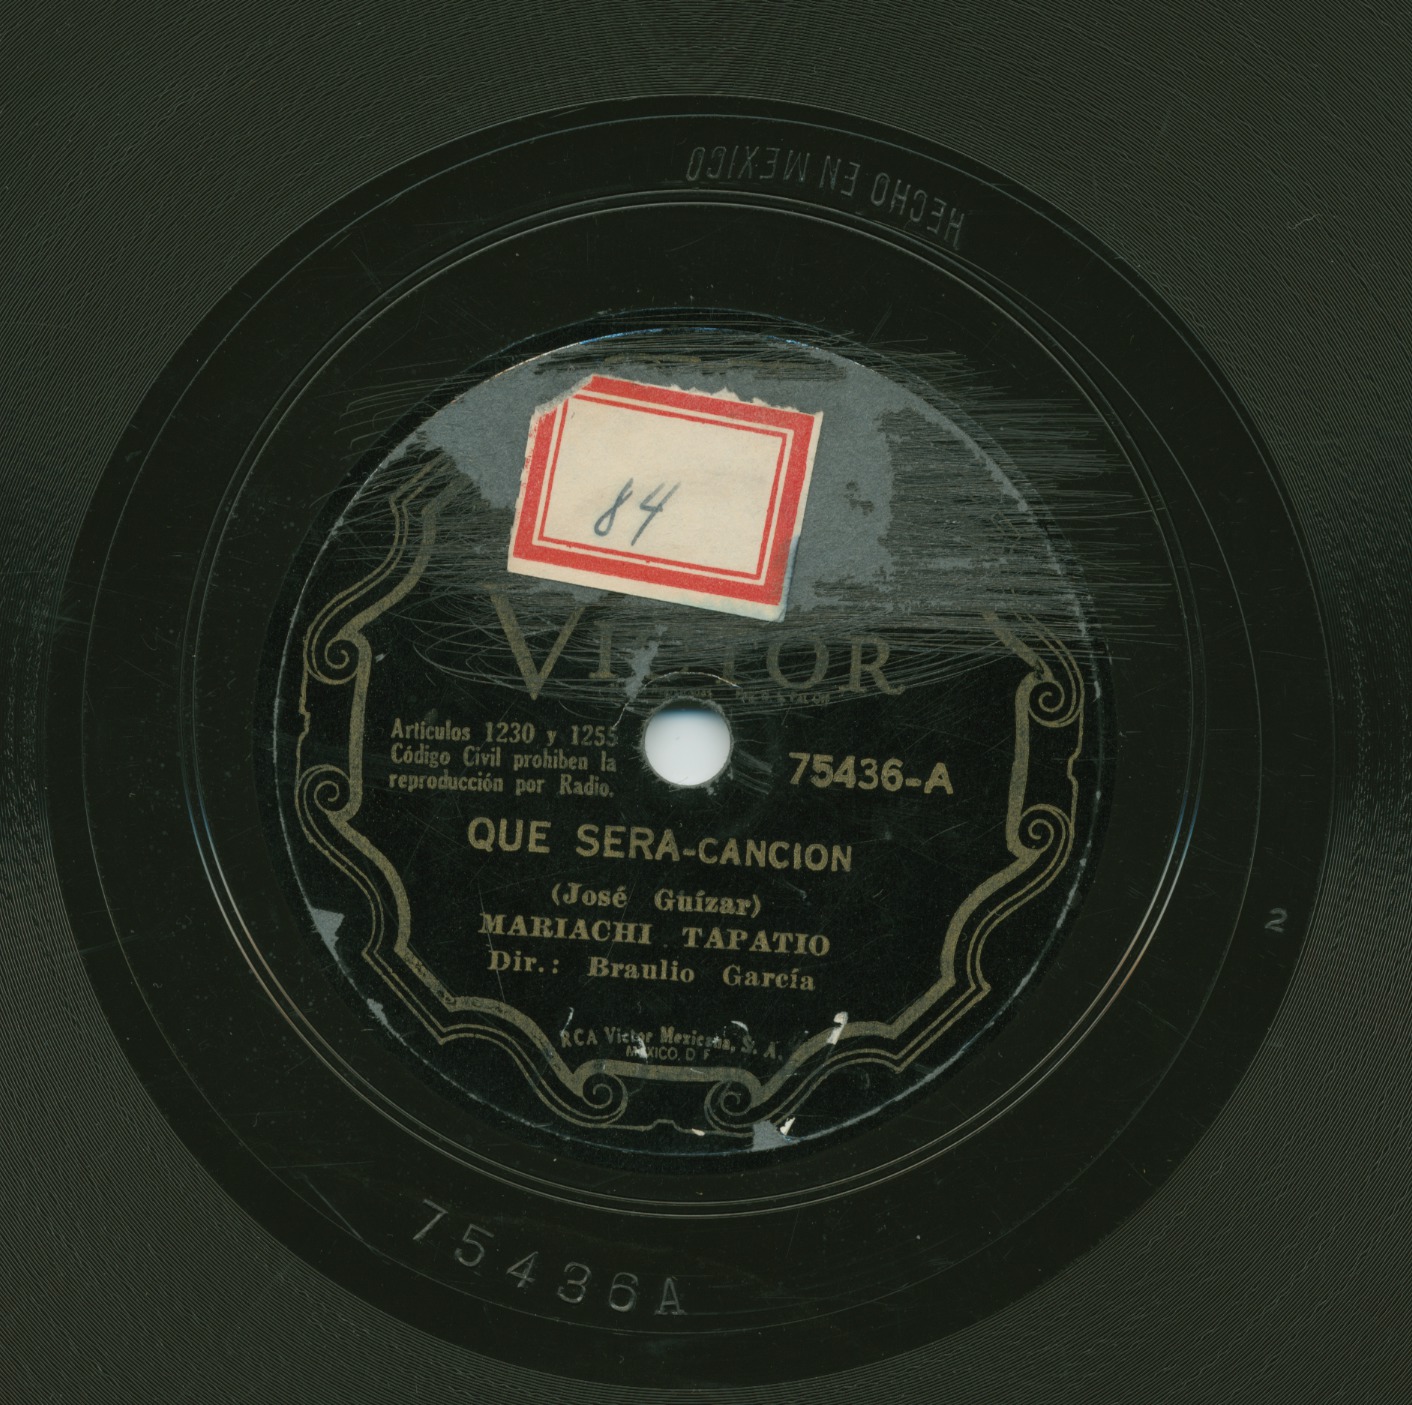 HECHO EN MEXICO
84
VICTOR
Artículos 1230 y 1255
Código Civil prohiben la
reproducción por Radio.
75436-A
QUE SERA-CANCION
(José Guízar)
MARIACHI TAPATIO
Dir.: Braulio García
RCA Victor Mexicana, S. A.
MEXICO, D F
2
75436A